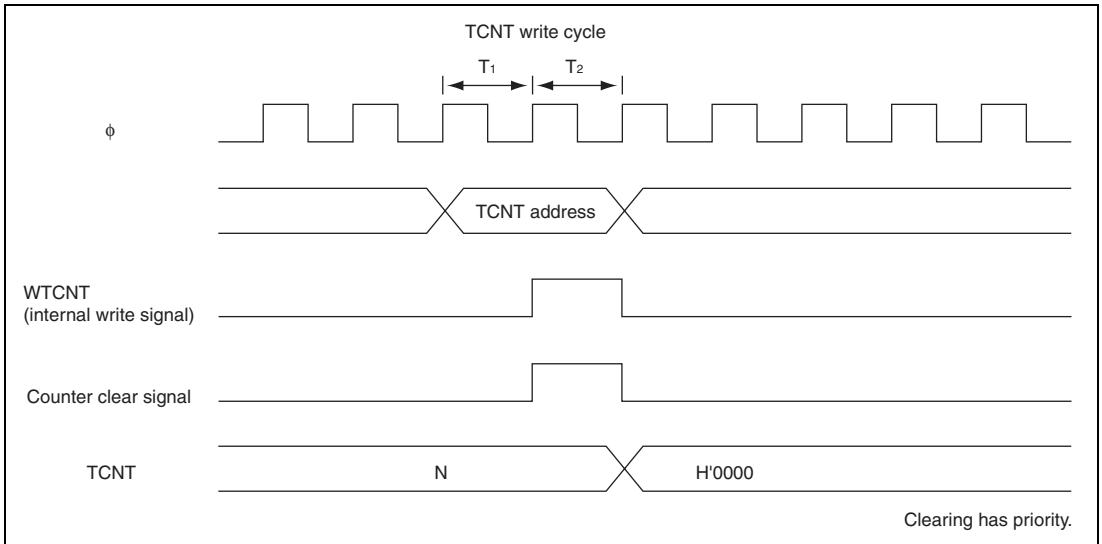 TCNT write cycle
T1 T2
ϕ
TCNT address
WTCNT
(internal write signal)
Counter clear signal
TCNT N H'0000
Clearing has priority.